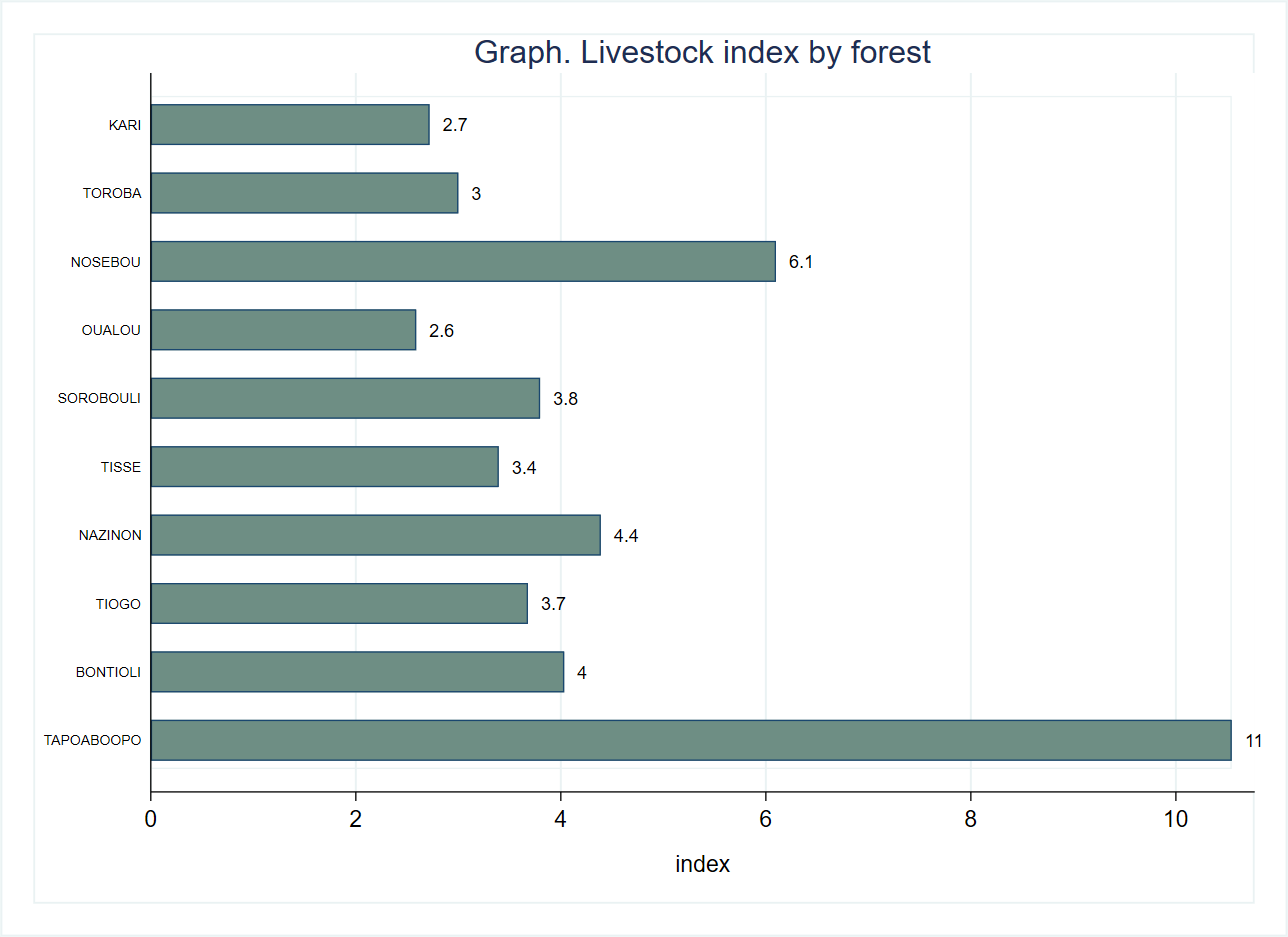 Graph. Livestock index by forest
KARI 2.7
TOROBA 3
NOSEBOU 6.1
OUALOU 2.6
SOROBOULI 3.8
TISSE 3.4
NAZINON 4.4
TIOGO 3.7
BONTIOLI 4
TAPOABOOPO 11
0 2 4 6 8 10
index